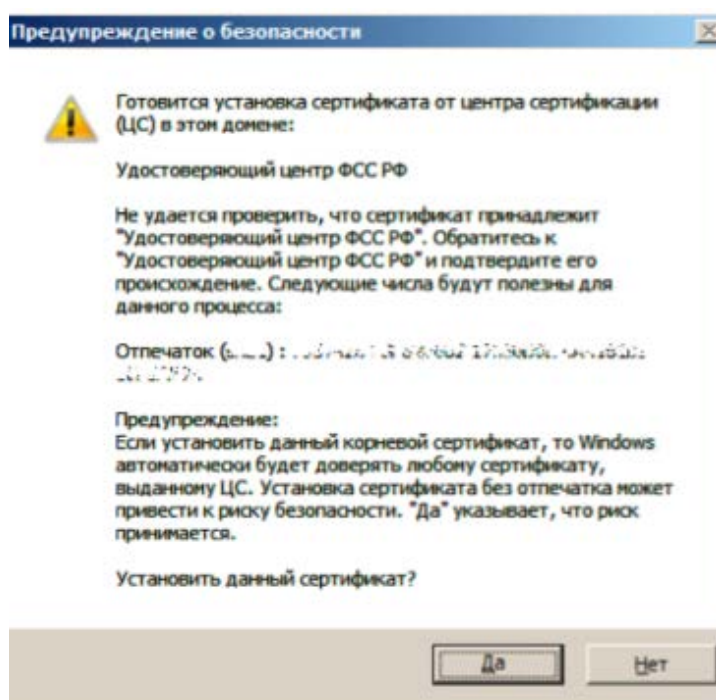 Предупреждение о безопасности
Готовится установка сертификата от центра сертификации
(ЦС) в этом домене:
Удостоверяющий центр ФСС РФ
Не удается проверить, что сертификат принадлежит
"Удостоверяющий центр ФСС РФ". Обратитесь к
"Удостоверяющий центр ФСС РФ" и подтвердите его
происхождение. Следующие числа будут полезны для
данного процесса:
Отпечаток
Предупреждение:
Если установить данный корневой сертификат, то Windows
автоматически будет доверять любому сертификату,
выданному ЦС. Установка сертификата без отпечатка может
привести к риску безопасности. "Да" указывает, что риск
принимается.
Установить данный сертификат?
Да
Нет